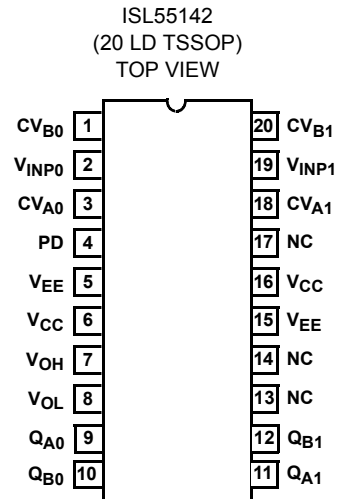 ISL55142
(20 LD TSSOP)
TOP VIEW
CVB0 1 20 CVB1
VINP0 2 19 VINP1
CVA0 3 18 CVA1
PD 4 17 NC
VEE 5 16 VCC
VCC 6 15 VEE
VOH 7 14 NC
VOL 8 13 NC
QA0 9 12 QB1
QB0 10 11 QA1